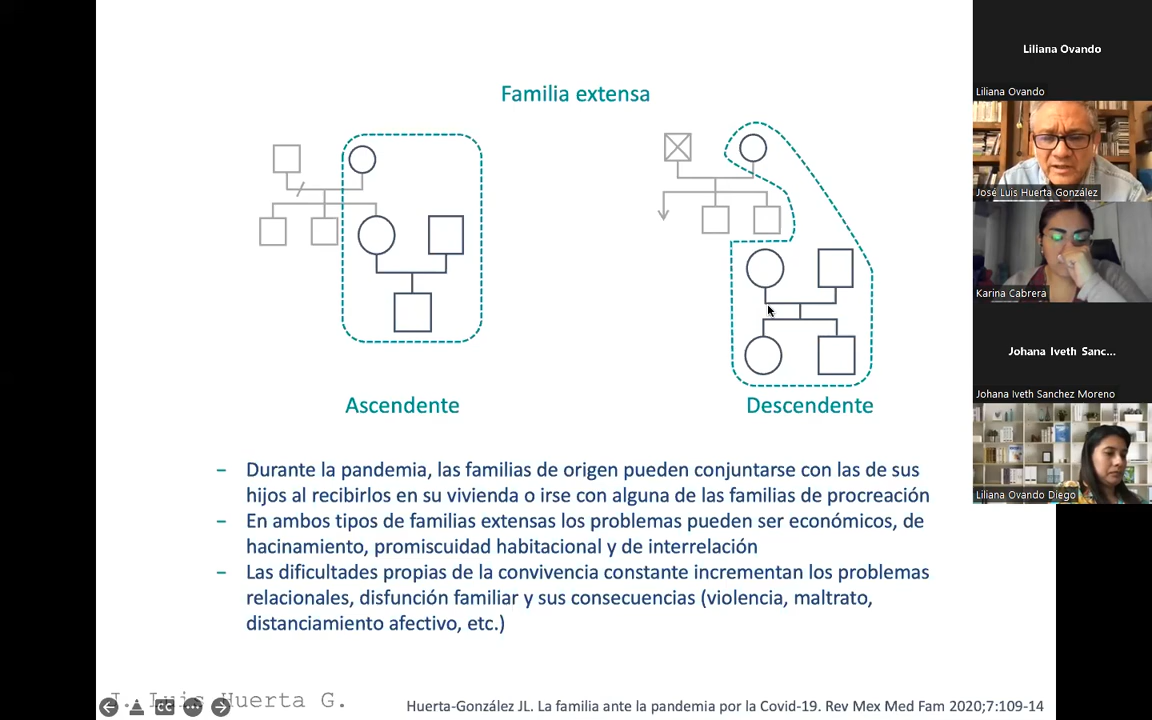 Familia extensa
Ascendente
Descendente
– Durante la pandemia, las familias de origen pueden conjuntarse con las de sus
hijos al recibirlos en su vivienda o irse con alguna de las familias de procreación
– En ambos tipos de familias extensas los problemas pueden ser económicos, de
hacinamiento, promiscuidad habitacional y de interrelación
– Las dificultades propias de la convivencia constante incrementan los problemas
relacionales, disfunción familiar y sus consecuencias (violencia, maltrato,
distanciamiento afectivo, etc.)
J. Luis Huerta G.
CC
Huerta-González JL. La familia ante la pandemia por la Covid-19. Rev Mex Med Fam 2020;7:109-14
Liliana Ovando
Liliana Ovando
José Luis Huerta González
Karina Cabrera
Johana Iveth Sanc...
Johana Iveth Sanchez Moreno
Liliana Ovando Diego